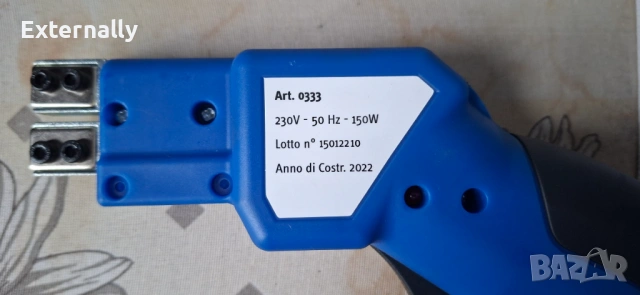 Externally
Art. 0333
230V - 50 Hz - 150W
Lotto n° 15012210
Anno di Costr. 2022
BAZAR